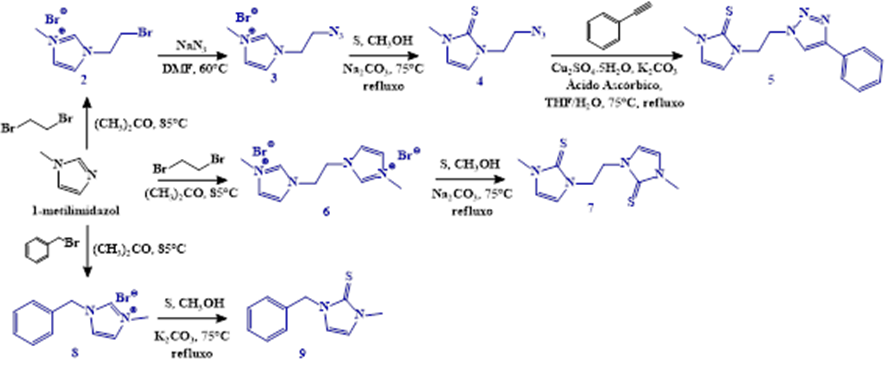 Br⊖
Br
N
N
⊕
2
NaN₃
DMF, 60°C
Br⊖
N₃
N
N
⊕
3
S, CH₃OH
Na₂CO₃, 75°C
refluxo
S
N
N
N₃
4
Cu₂SO₄.5H₂O, K₂CO₃
Ácido Ascórbico,
THF/H₂O, 75°C, refluxo
S
N
N
N
N
N
5
Br
Br
(CH₃)₂CO, 85°C
N
N
1-metilimidazol
Br
Br
(CH₃)₂CO, 85°C
Br⊖
N
N
⊕
N
N
⊕
Br⊖
6
S, CH₃OH
Na₂CO₃, 75°C
refluxo
S
N
N
N
N
S
7
Br
(CH₃)₂CO, 85°C
Br⊖
N
N
⊕
8
S, CH₃OH
K₂CO₃, 75°C
refluxo
S
N
N
9